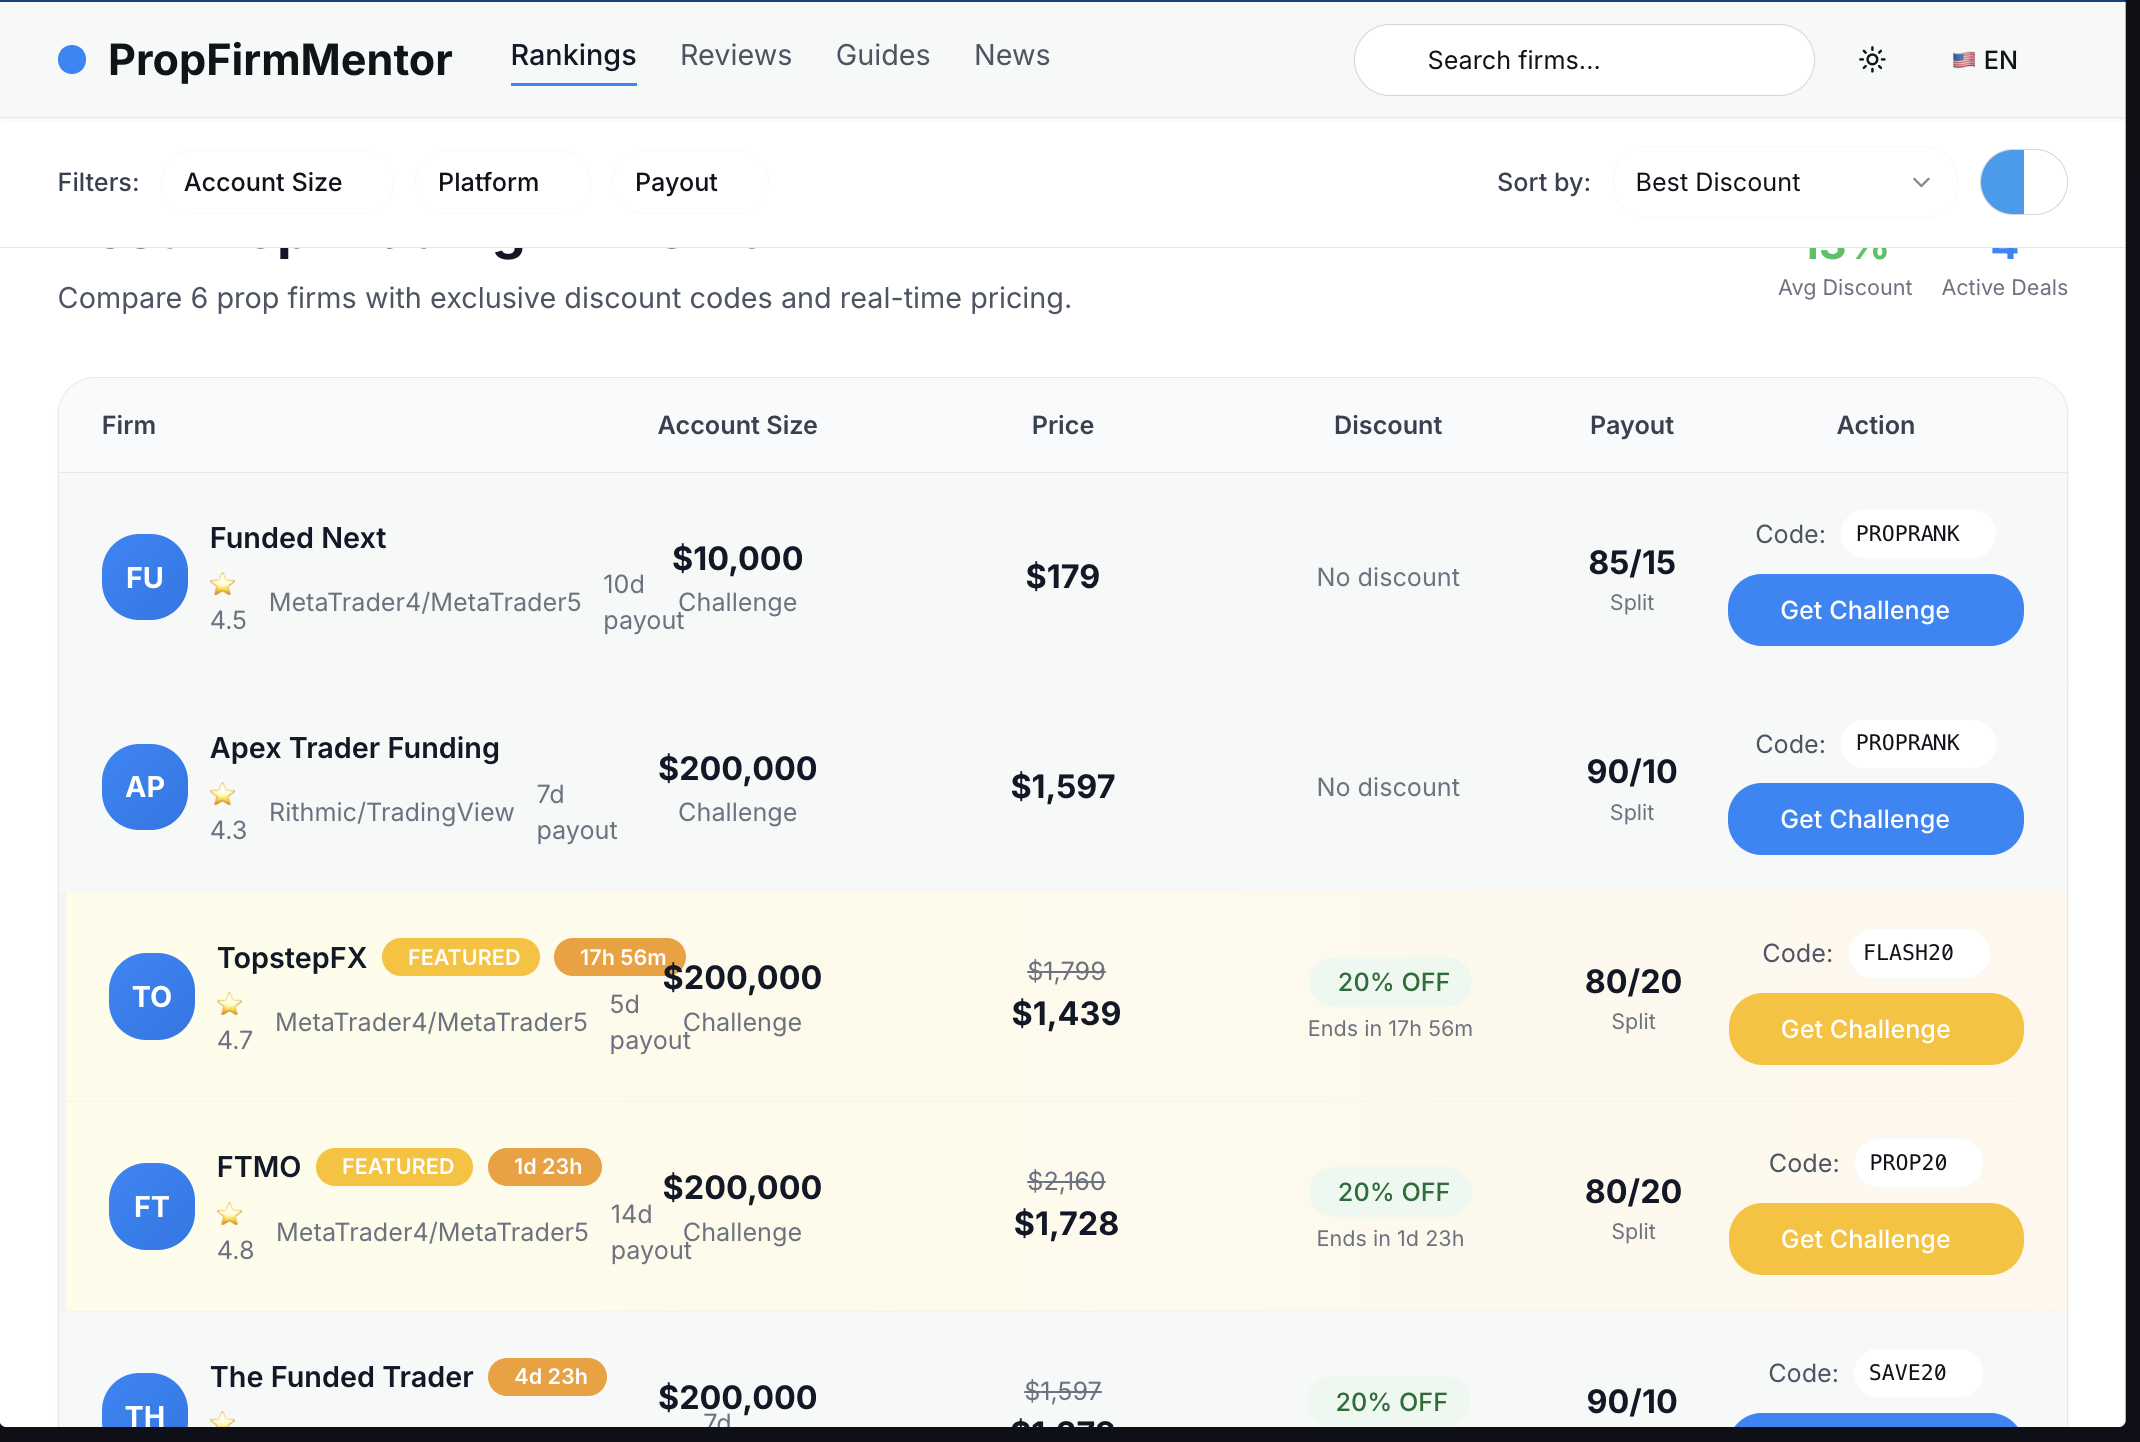 PropFirmMentor Rankings Reviews Guides News Search firms... EN
Filters: Account Size Platform Payout Sort by: Best Discount
Compare 6 prop firms with exclusive discount codes and real-time pricing.
Avg Discount Active Deals
Firm Account Size Price Discount Payout Action
FU Funded Next
4.5 MetaTrader4/MetaTrader5 10d payout
$10,000
Challenge
$179
No discount
85/15
Split
Code: PROPRANK
Get Challenge
AP Apex Trader Funding
4.3 Rithmic/TradingView 7d payout
$200,000
Challenge
$1,597
No discount
90/10
Split
Code: PROPRANK
Get Challenge
TO TopstepFX FEATURED 17h 56m
4.7 MetaTrader4/MetaTrader5 5d payout
$200,000
Challenge
$1,799
$1,439
20% OFF
Ends in 17h 56m
80/20
Split
Code: FLASH20
Get Challenge
FT FTMO FEATURED 1d 23h
4.8 MetaTrader4/MetaTrader5 14d payout
$200,000
Challenge
$2,160
$1,728
20% OFF
Ends in 1d 23h
80/20
Split
Code: PROP20
Get Challenge
TH The Funded Trader 4d 23h
7d
$200,000
$1,597
20% OFF
90/10
Code: SAVE20